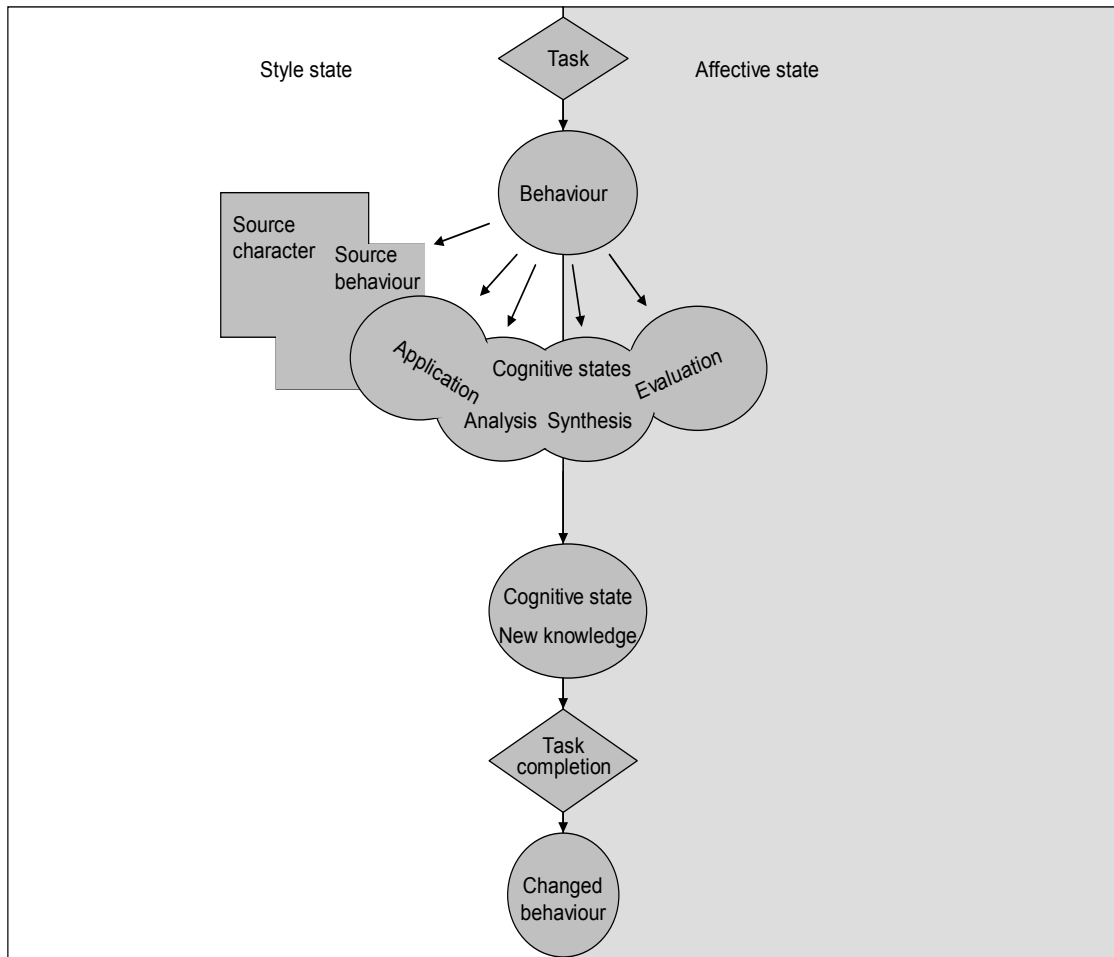 Task
Style state
Affective state
Behaviour
Source
character
Source
behaviour
Application
Cognitive states
Evaluation
Analysis
Synthesis
Cognitive state
New knowledge
Task
completion
Changed
behaviour